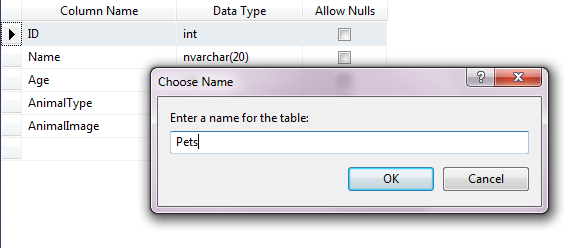 Column Name Data Type Allow Nulls
ID int
Name nvarchar(20)
Age
AnimalType
AnimalImage
Choose Name
Enter a name for the table:
Pets
OK Cancel